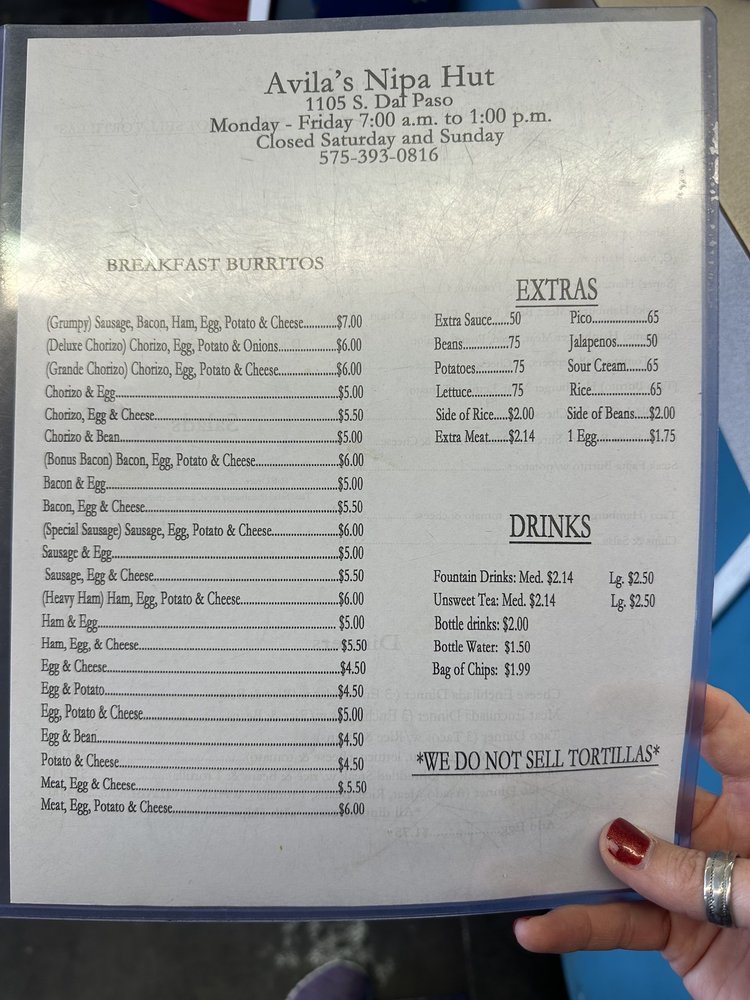 Avila's Nipa Hut
1105 S. Dal Paso
Monday - Friday 7:00 a.m. to 1:00 p.m.
Closed Saturday and Sunday
575-393-0816
BREAKFAST BURRITOS
(Grumpy) Sausage, Bacon, Ham, Egg, Potato & Cheese...........$7.00
(Deluxe Chorizo) Chorizo, Egg, Potato & Onions....................$6.00
(Grande Chorizo) Chorizo, Egg, Potato & Cheese....................$6.00
Chorizo & Egg...........................................................................$5.00
Chorizo, Egg & Cheese..............................................................$5.50
Chorizo & Bean.........................................................................$5.00
(Bonus Bacon) Bacon, Egg, Potato & Cheese...........................$6.00
Bacon & Egg..............................................................................$5.00
Bacon, Egg & Cheese.................................................................$5.50
(Special Sausage) Sausage, Egg, Potato & Cheese.....................$6.00
Sausage & Egg............................................................................$5.00
Sausage, Egg & Cheese..............................................................$5.50
(Heavy Ham) Ham, Egg, Potato & Cheese................................$6.00
Ham & Egg................................................................................ $5.00
Ham, Egg, & Cheese.................................................................. $5.50
Egg & Cheese..............................................................................$4.50
Egg & Potato...............................................................................$4.50
Egg, Potato & Cheese..................................................................$5.00
Egg & Bean..................................................................................$4.50
Potato & Cheese..........................................................................$4.50
Meat, Egg & Cheese....................................................................$.5.50
Meat, Egg, Potato & Cheese........................................................$6.00
EXTRAS
Extra Sauce......50 Pico...................65
Beans...............75 Jalapenos..........50
Potatoes............75 Sour Cream.......65
Lettuce.............75 Rice...................65
Side of Rice.....$2.00 Side of Beans.....$2.00
Extra Meat.......$2.14 1 Egg..................$1.75
DRINKS
Fountain Drinks: Med. $2.14 Lg. $2.50
Unsweet Tea: Med. $2.14 Lg. $2.50
Bottle drinks: $2.00
Bottle Water: $1.50
Bag of Chips: $1.99
*WE DO NOT SELL TORTILLAS*